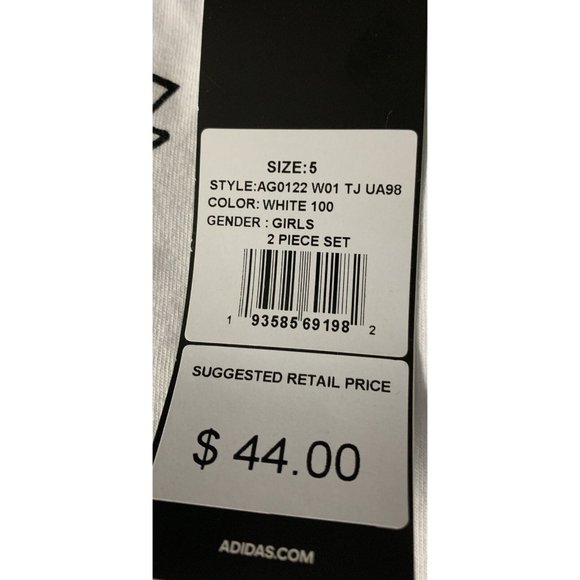 SIZE:5
STYLE:AG0122 W01 TJ UA98
COLOR: WHITE 100
GENDER : GIRLS
2 PIECE SET
1 93585 69198 2
SUGGESTED RETAIL PRICE
$ 44.00
ADIDAS.COM